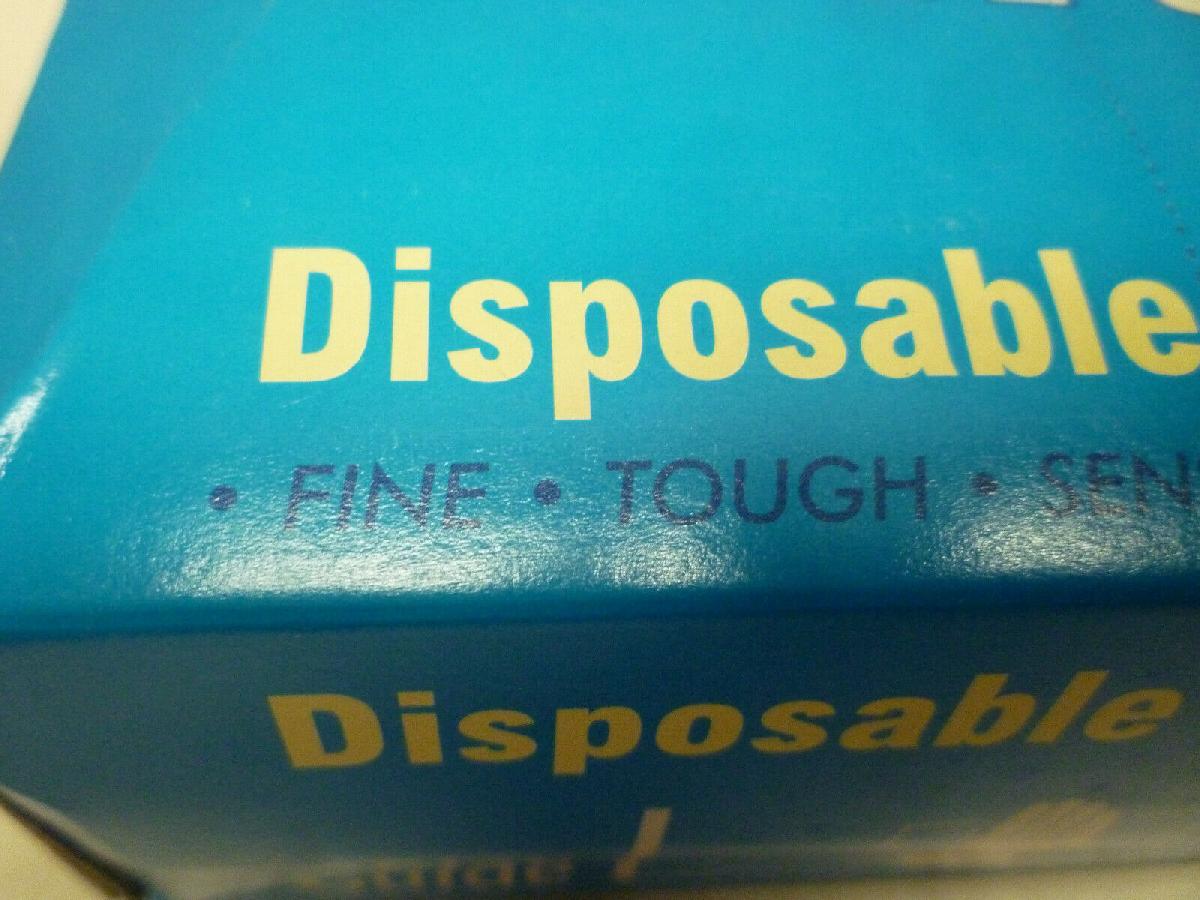 Disposable
• FINE • TOUGH •
Disposable